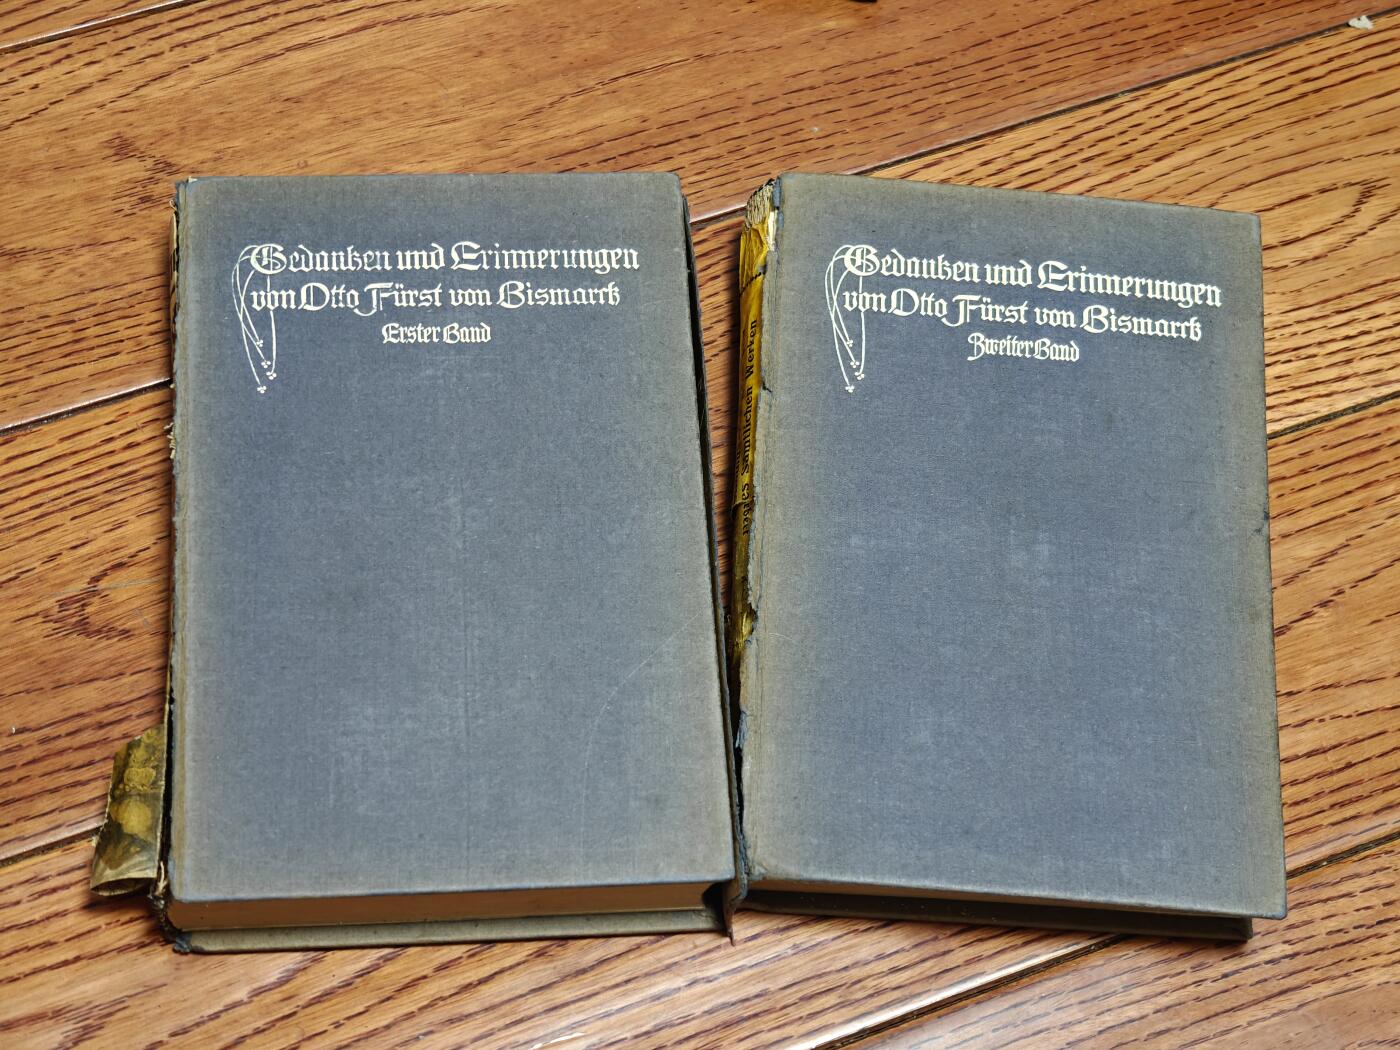 Gedanken und Erinnerungen
von Otto Fürst von Bismarck
Erster Band
Gedanken und Erinnerungen
von Otto Fürst von Bismarck
Zweiter Band
Sämtlichen Werken